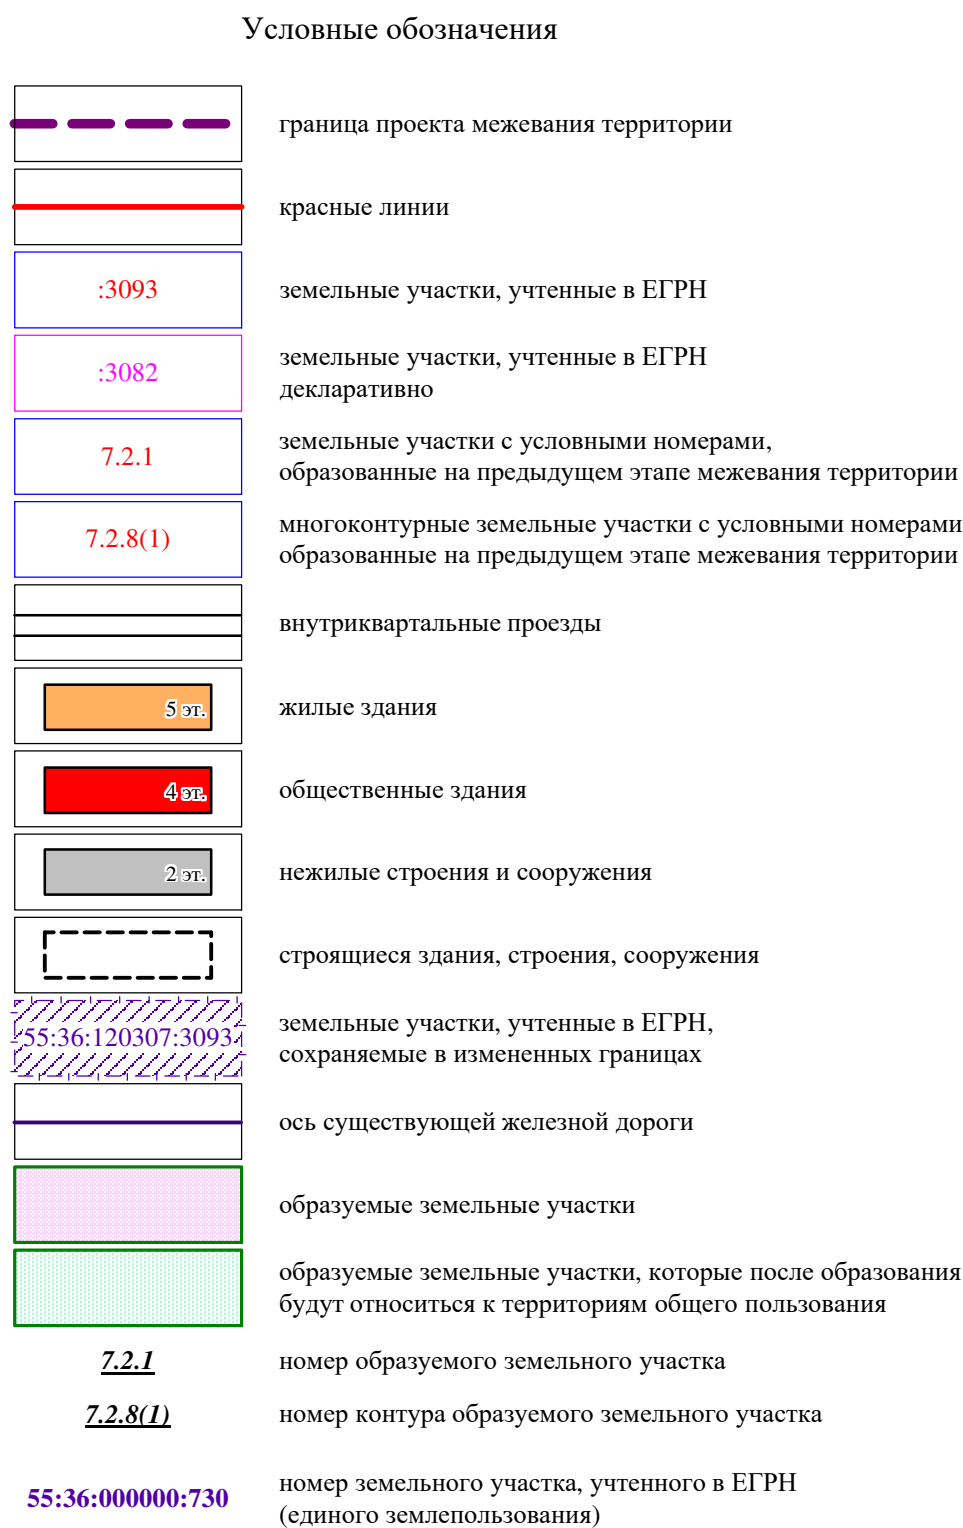 Условные обозначения
граница проекта межевания территории
красные линии
:3093
земельные участки, учтенные в ЕГРН
:3082
земельные участки, учтенные в ЕГРН
декларативно
7.2.1
земельные участки с условными номерами,
образованные на предыдущем этапе межевания территории
7.2.8(1)
многоконтурные земельные участки с условными номерами
образованные на предыдущем этапе межевания территории
внутриквартальные проезды
5 эт.
жилые здания
4 эт.
общественные здания
2 эт.
нежилые строения и сооружения
строящиеся здания, строения, сооружения
55:36:120307:3093
земельные участки, учтенные в ЕГРН,
сохраняемые в измененных границах
ось существующей железной дороги
образуемые земельные участки
образуемые земельные участки, которые после образования
будут относиться к территориям общего пользования
7.2.1
номер образуемого земельного участка
7.2.8(1)
номер контура образуемого земельного участка
55:36:000000:730
номер земельного участка, учтенного в ЕГРН
(единого землепользования)